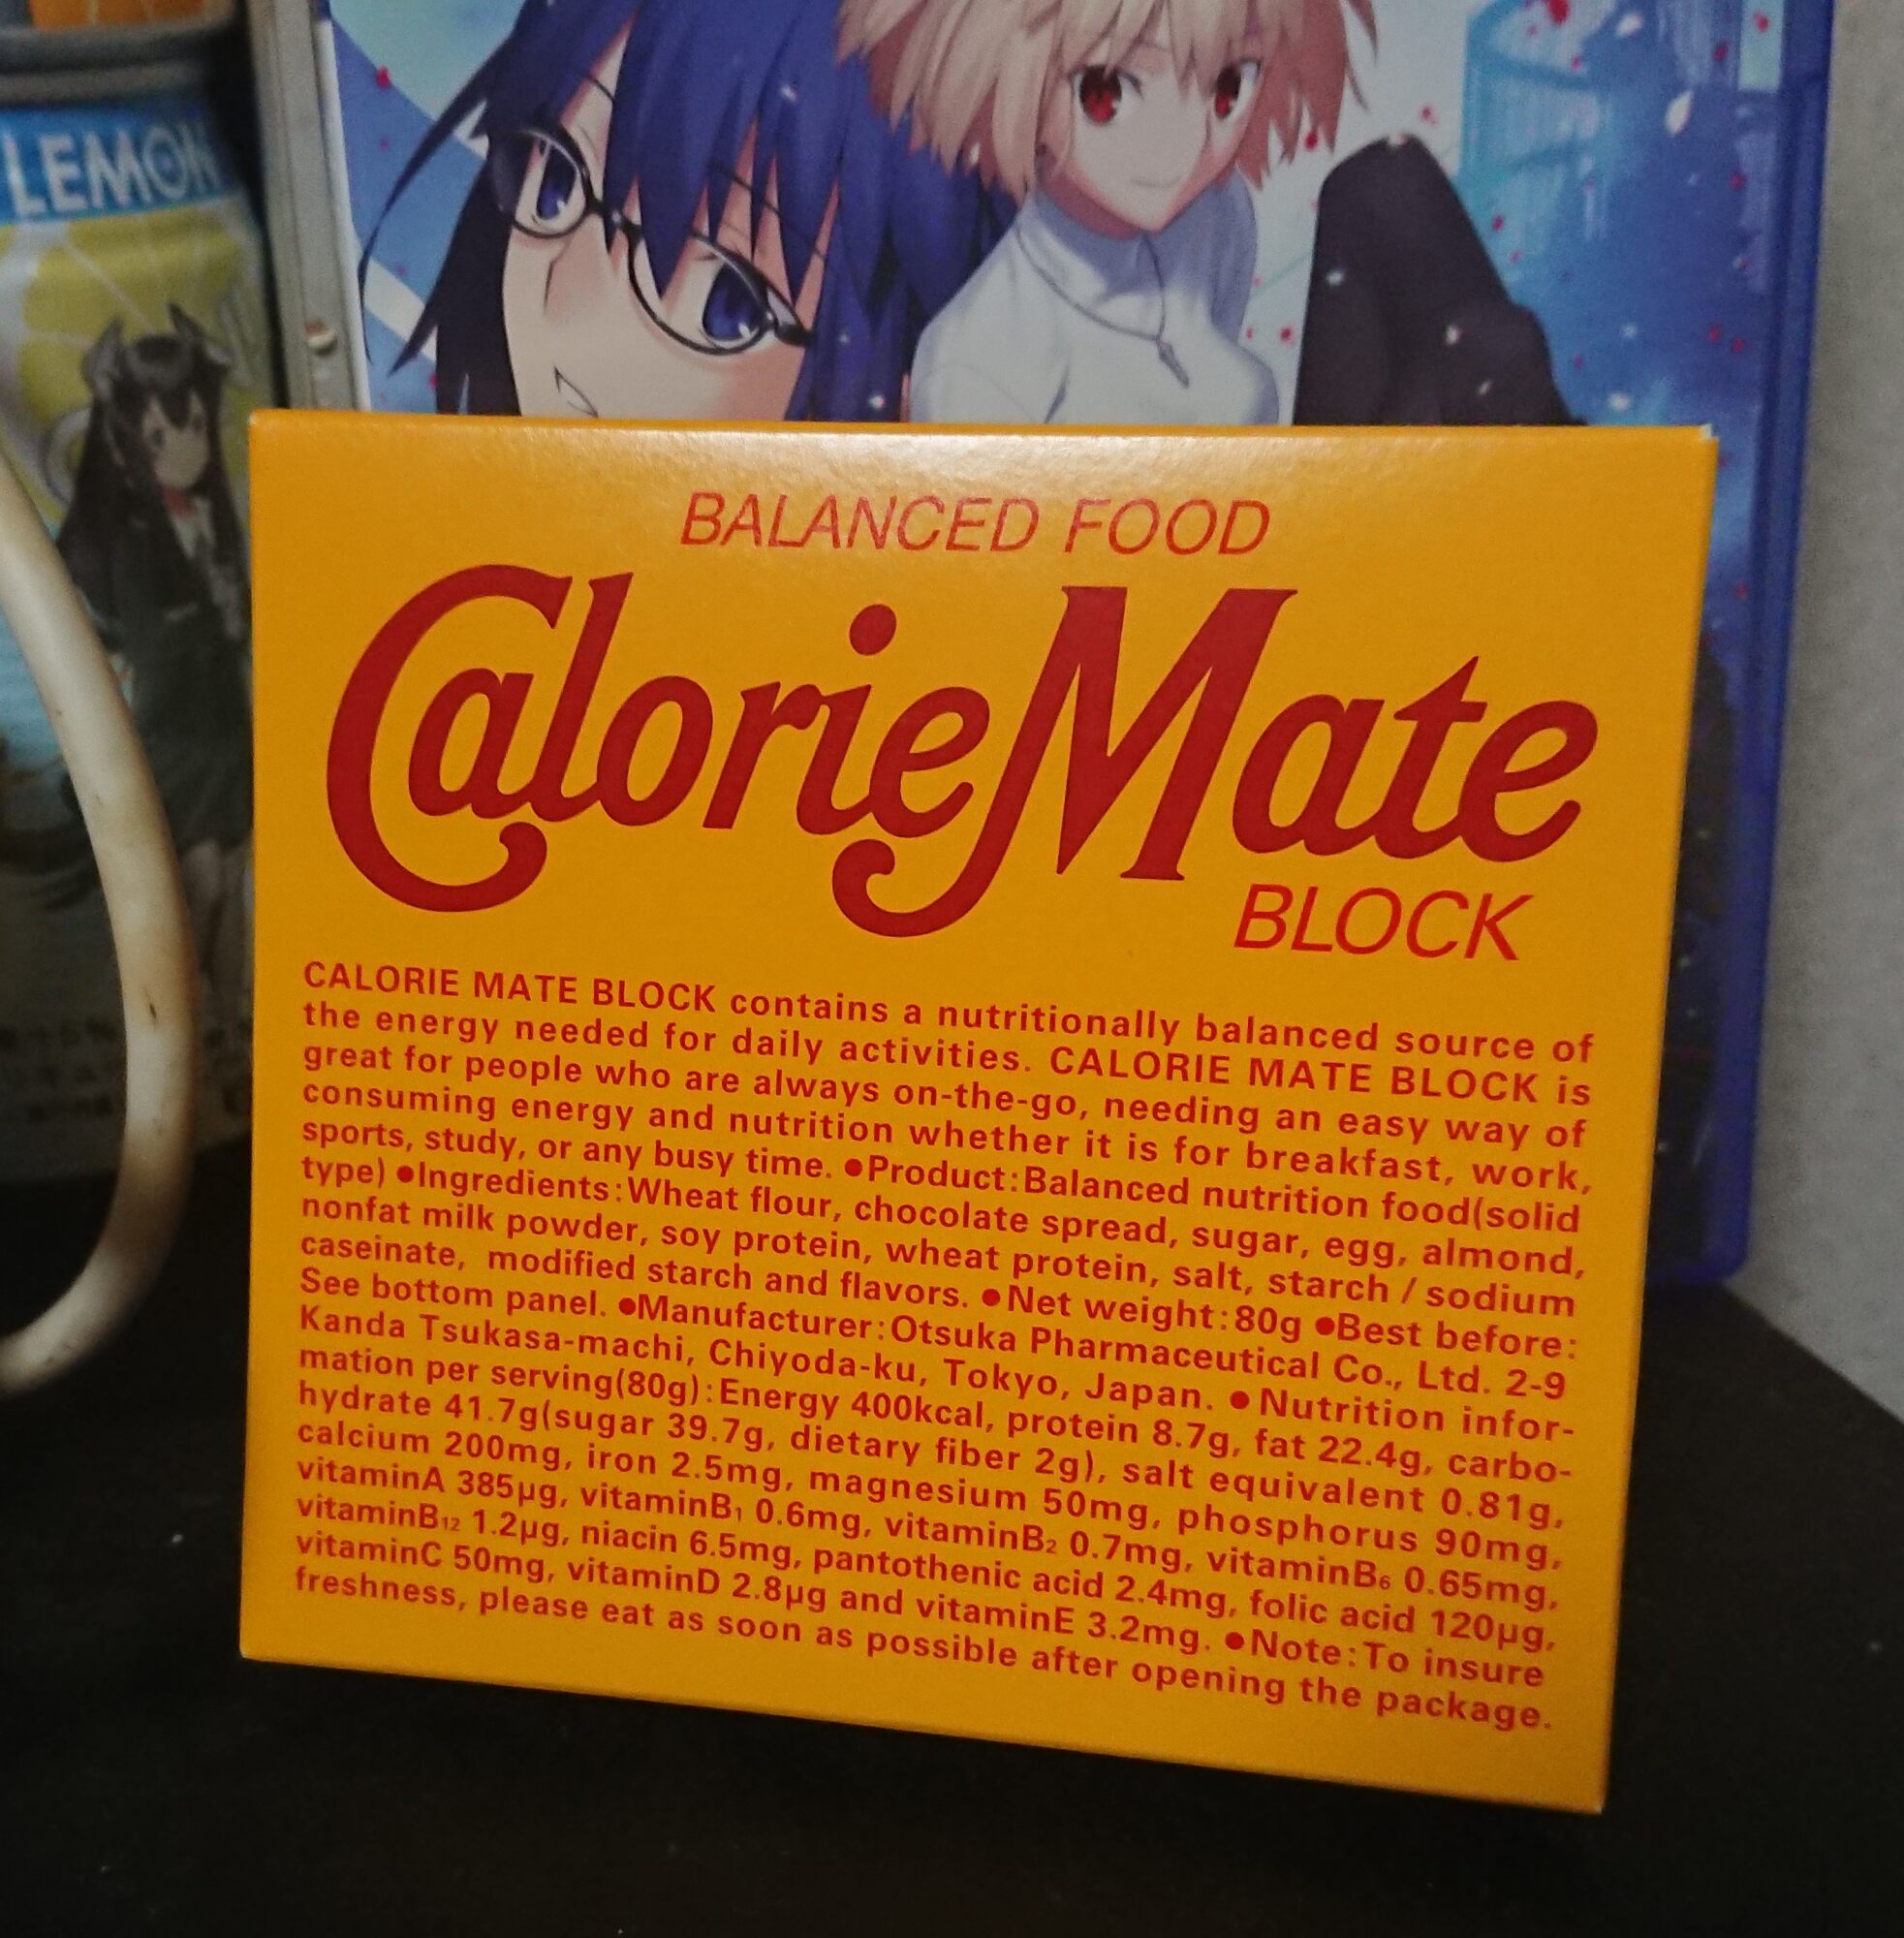 LEMON
BALANCED FOOD
CalorieMate
BLOCK
CALORIE MATE BLOCK contains a nutritionally balanced source of
the energy needed for daily activities. CALORIE MATE BLOCK is
great for people who are always on-the-go, needing an easy way of
consuming energy and nutrition whether it is for breakfast, work,
sports, study, or any busy time. ●Product:Balanced nutrition food(solid
type) ●Ingredients:Wheat flour, chocolate spread, sugar, egg, almond,
nonfat milk powder, soy protein, wheat protein, salt, starch / sodium
caseinate, modified starch and flavors. ●Net weight:80g ●Best before:
See bottom panel. ●Manufacturer:Otsuka Pharmaceutical Co., Ltd. 2-9
Kanda Tsukasa-machi, Chiyoda-ku, Tokyo, Japan. ●Nutrition infor-
mation per serving(80g):Energy 400kcal, protein 8.7g, fat 22.4g, carbo-
hydrate 41.7g(sugar 39.7g, dietary fiber 2g), salt equivalent 0.81g,
calcium 200mg, iron 2.5mg, magnesium 50mg, phosphorus 90mg,
vitaminA 385µg, vitaminB₁ 0.6mg, vitaminB₂ 0.7mg, vitaminB₆ 0.65mg,
vitaminB₁₂ 1.2µg, niacin 6.5mg, pantothenic acid 2.4mg, folic acid 120µg,
vitaminC 50mg, vitaminD 2.8µg and vitaminE 3.2mg. ●Note:To insure
freshness, please eat as soon as possible after opening the package.